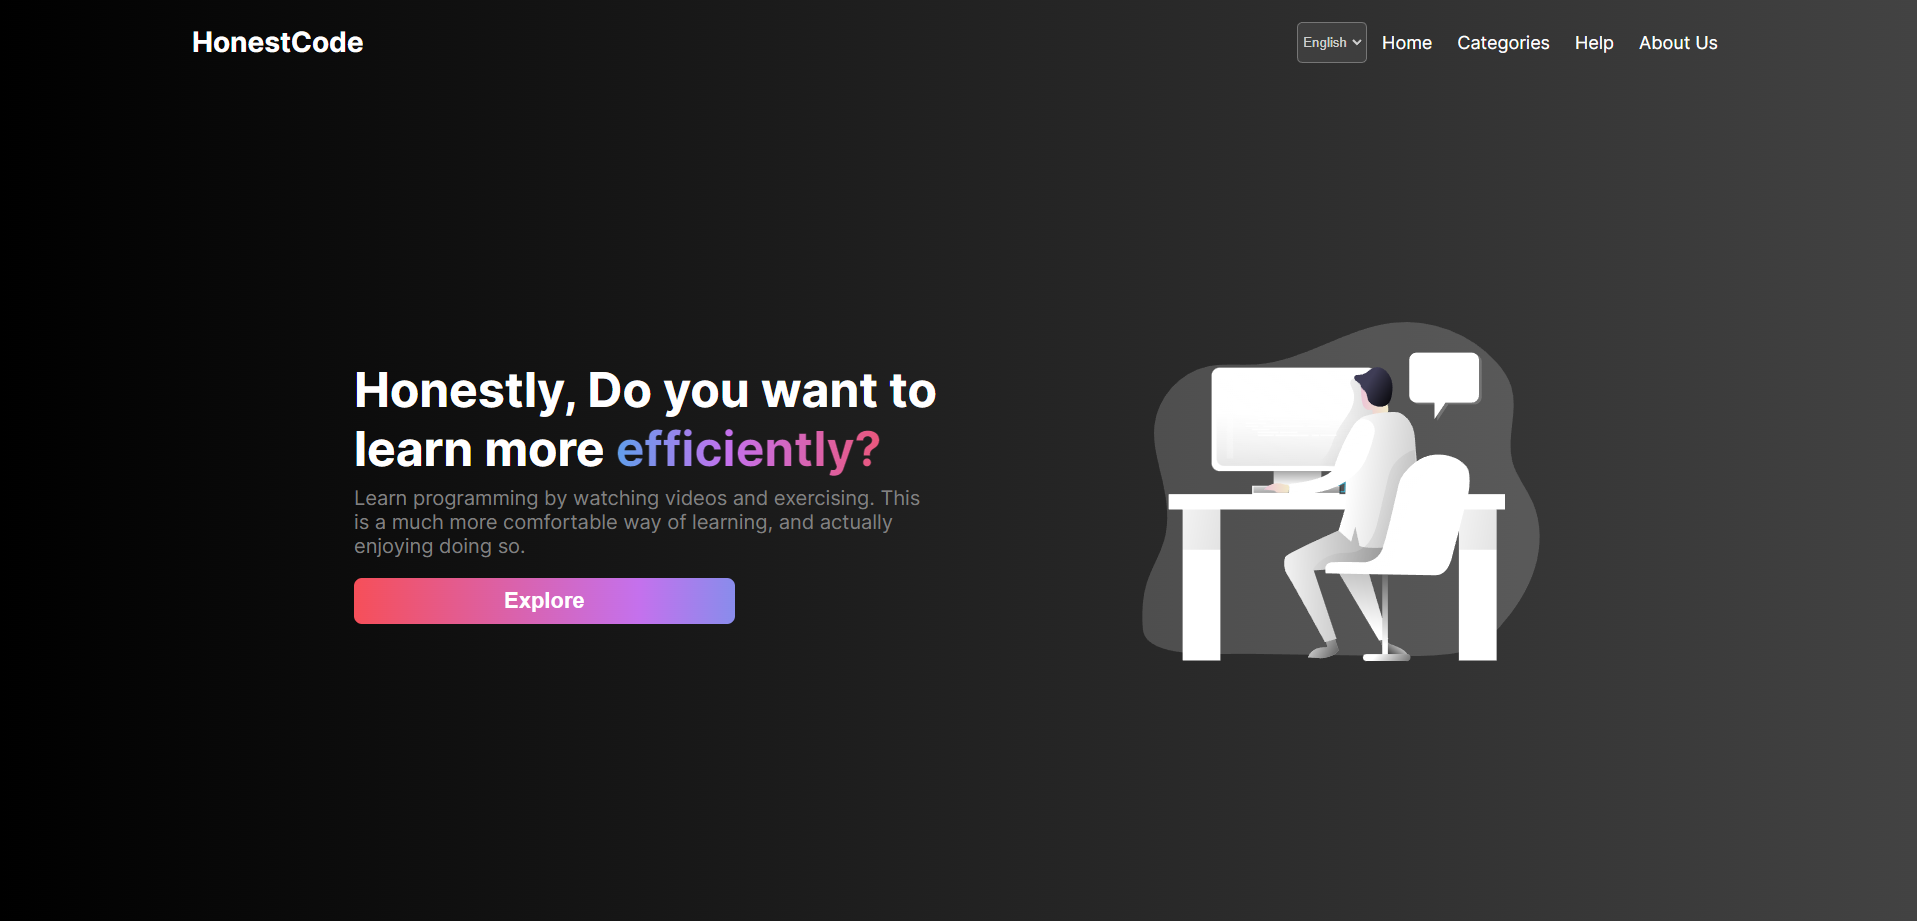 HonestCode
English Home Categories Help About Us
Honestly, Do you want to
learn more efficiently?
Learn programming by watching videos and exercising. This
is a much more comfortable way of learning, and actually
enjoying doing so.
Explore